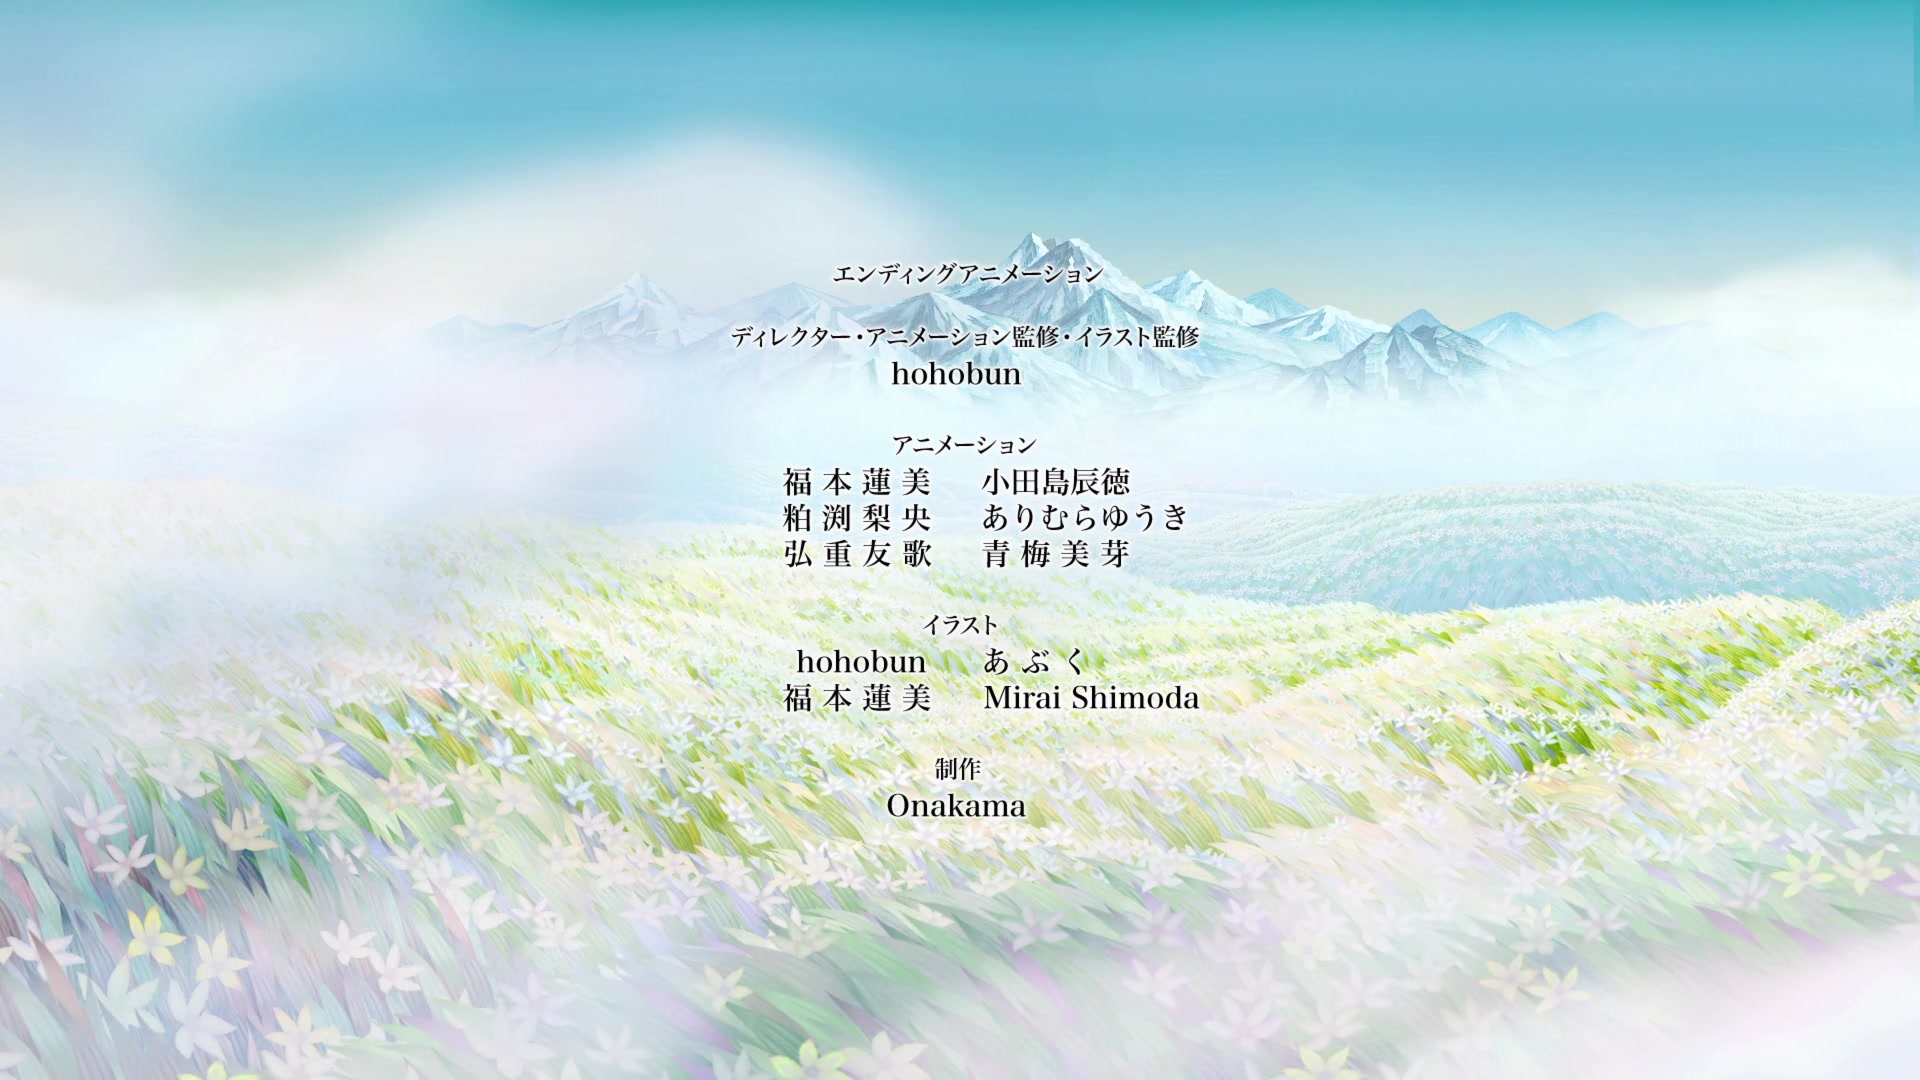 エンディングアニメーション
ディレクター・アニメーション監修・イラスト監修
hohobun
アニメーション
福本蓮美 小田島辰徳
粕渕梨央 ありむらゆうき
弘重友歌 青梅美芽
イラスト
hohobun あぶく
福本蓮美 Mirai Shimoda
制作
Onakama